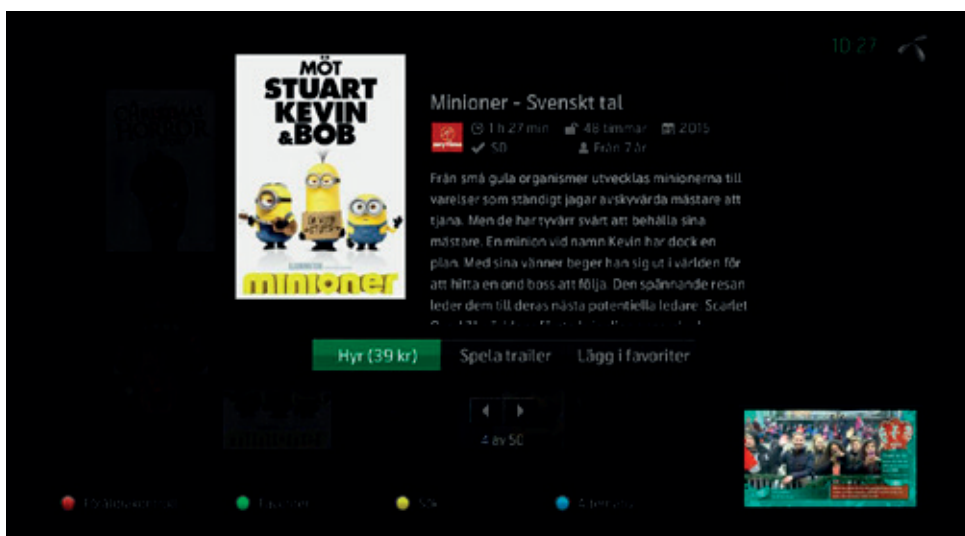 10:27
MÖT
STUART
KEVIN
&BOB
minioner
Minioner - Svenskt tal
1 h 27 min 48 timmar 2015
SD Från 7 år
Från små gula organismer utvecklas minionerna till
varelser som ständigt jagar avskyvärda mästare att
tjäna. Men de har tyvärr svårt att behålla sina
mästare. En minion vid namn Kevin har dock en
plan. Med sina vänner beger han sig ut i världen för
att hitta en ond boss att följa. Den spännande resan
leder dem till deras nästa potentiella ledare, Scarlet
Hyr (39 kr) Spela trailer Lägg i favoriter
4 av 50
Sök